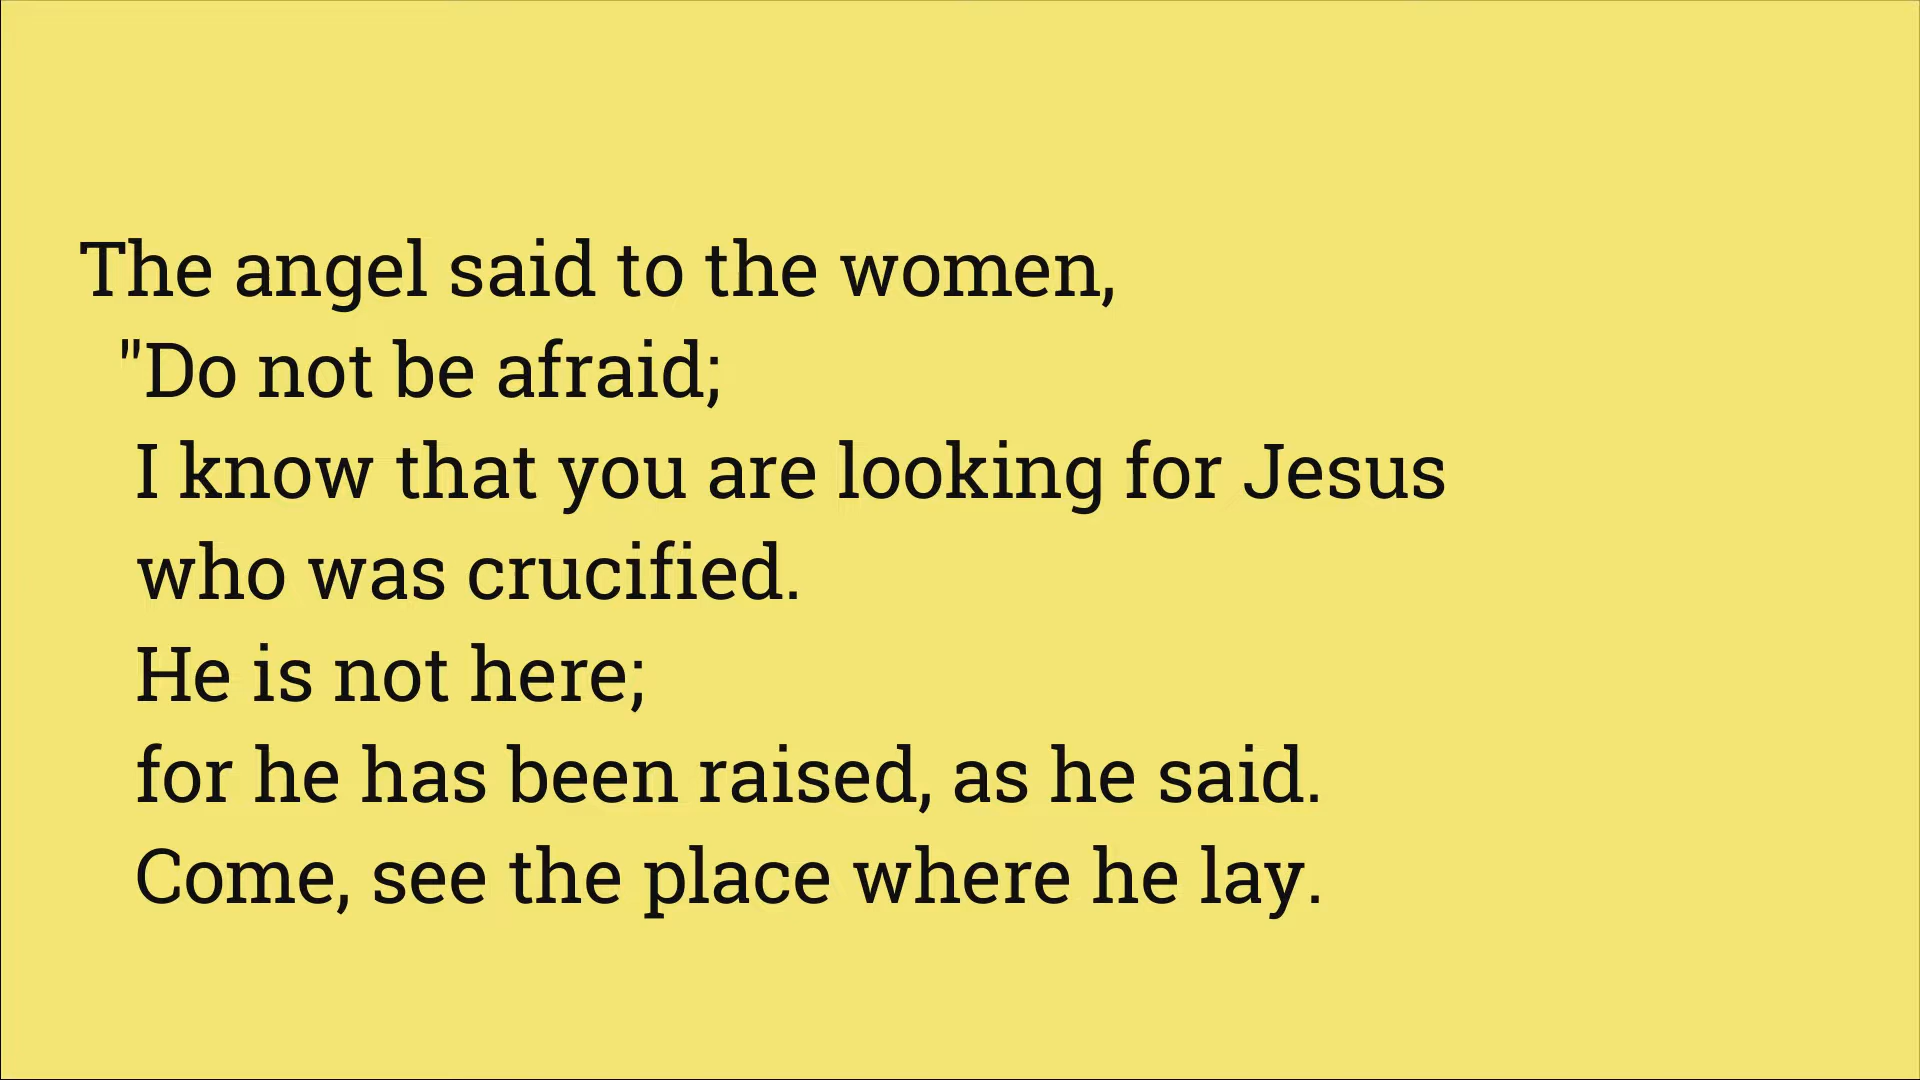 The angel said to the women,
"Do not be afraid;
I know that you are looking for Jesus
who was crucified.
He is not here;
for he has been raised, as he said.
Come, see the place where he lay.